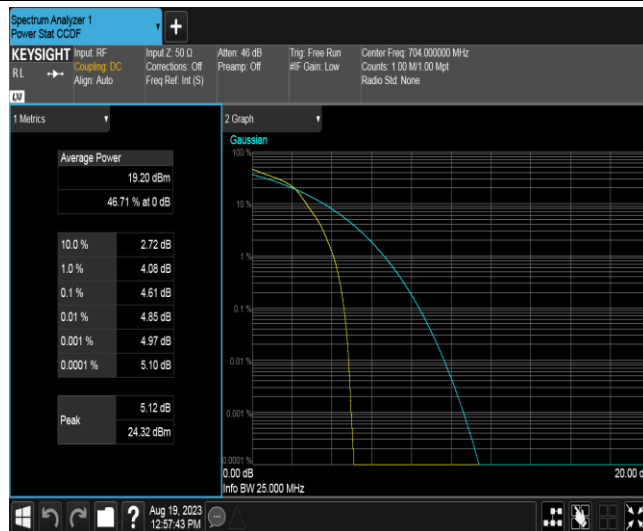 Spectrum Analyzer 1
Power Stat CCDF
+
KEYSIGHT
RL
LXI
Input: RF
Coupling: DC
Align: Auto
Input Z: 50 Ω
Corrections: Off
Freq Ref: Int (S)
Atten: 46 dB
Preamp: Off
Trig: Free Run
#IF Gain: Low
Center Freq: 704.000000 MHz
Counts: 1.00 M/1.00 Mpt
Radio Std: None
1 Metrics
Average Power
19.20 dBm
46.71 % at 0 dB
10.0 % 2.72 dB
1.0 % 4.08 dB
0.1 % 4.61 dB
0.01 % 4.85 dB
0.001 % 4.97 dB
0.0001 % 5.10 dB
Peak
5.12 dB
24.32 dBm
2 Graph
Gaussian
100 %
10 %
1 %
0.1 %
0.01 %
0.001 %
0.0001 %
0.00 dB
20.00 d
Info BW 25.000 MHz
?
Aug 19, 2023
12:57:43 PM